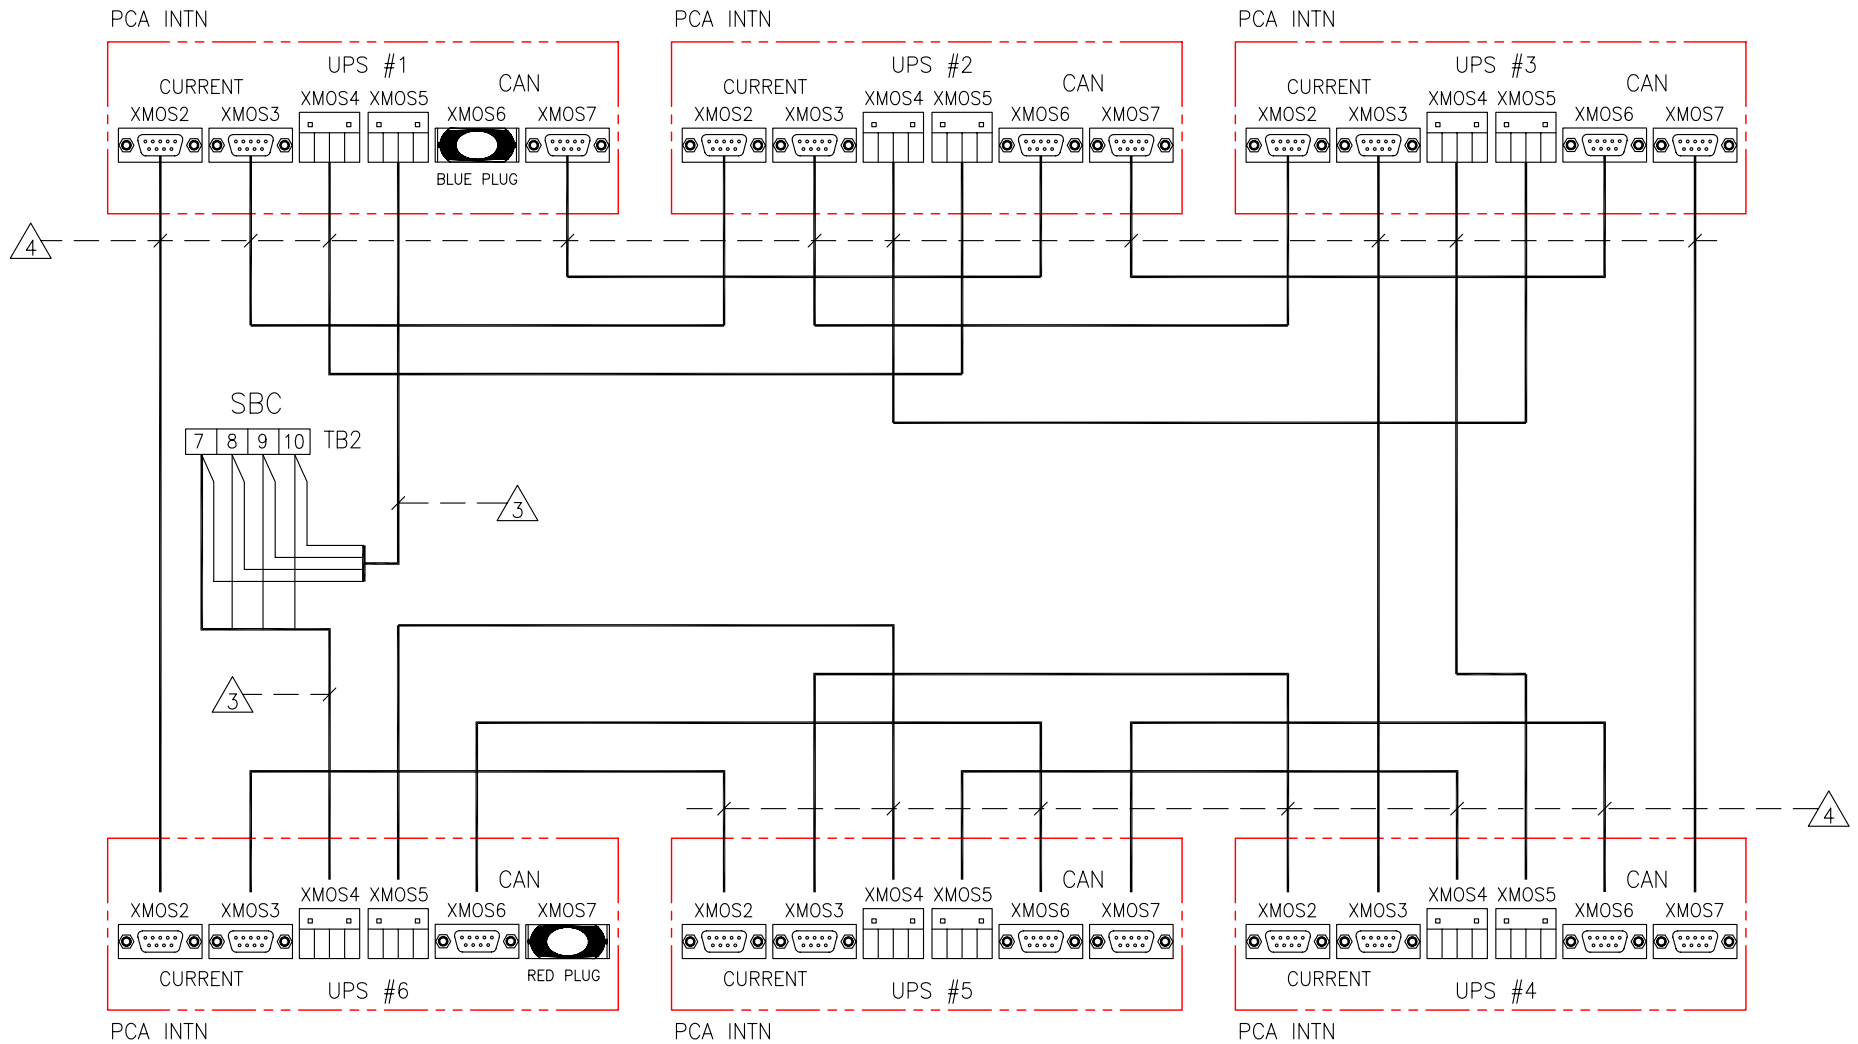 PCA INTN PCA INTN PCA INTN
UPS #1 UPS #2 UPS #3
CURRENT CAN CURRENT CAN CURRENT CAN
XMOS2 XMOS3 XMOS4 XMOS5 XMOS6 XMOS7 XMOS2 XMOS3 XMOS4 XMOS5 XMOS6 XMOS7 XMOS2 XMOS3 XMOS4 XMOS5 XMOS6 XMOS7
BLUE PLUG
4
SBC
7 8 9 10 TB2
3
3
4
CAN CAN CAN
XMOS2 XMOS3 XMOS4 XMOS5 XMOS6 XMOS7 XMOS2 XMOS3 XMOS4 XMOS5 XMOS6 XMOS7 XMOS2 XMOS3 XMOS4 XMOS5 XMOS6 XMOS7
CURRENT RED PLUG CURRENT CURRENT
UPS #6 UPS #5 UPS #4
PCA INTN PCA INTN PCA INTN